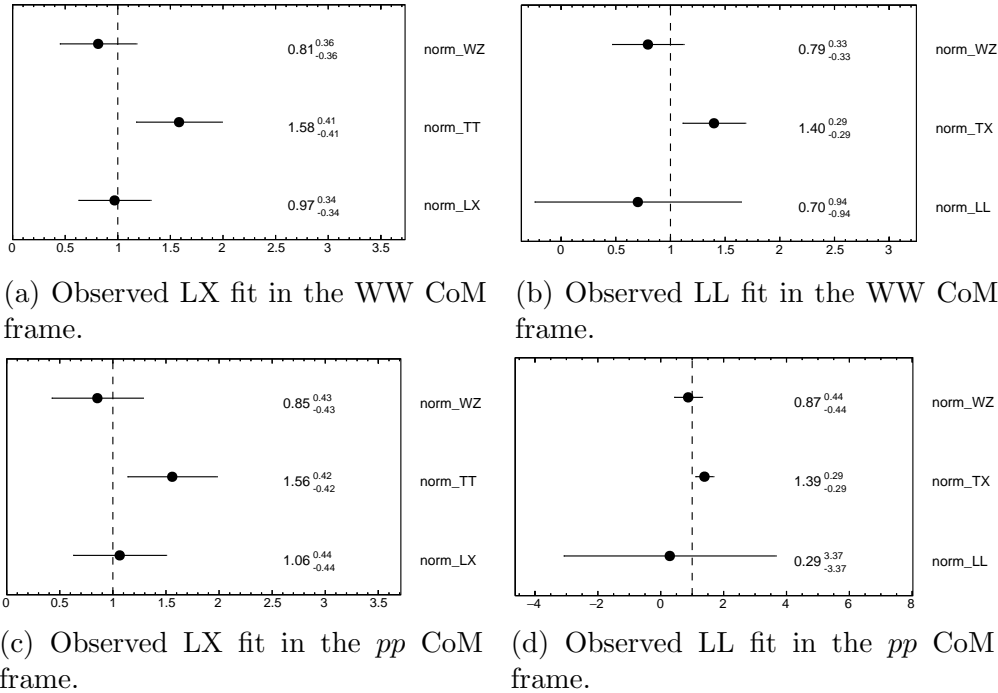 0.81 0.36 -0.36 norm_WZ
1.58 0.41 -0.41 norm_TT
0.97 0.34 -0.34 norm_LX
0 0.5 1 1.5 2 2.5 3 3.5
(a) Observed LX fit in the WW CoM
frame.
0.79 0.33 -0.33 norm_WZ
1.40 0.29 -0.29 norm_TX
0.70 0.94 -0.94 norm_LL
0 0.5 1 1.5 2 2.5 3
(b) Observed LL fit in the WW CoM
frame.
0.85 0.43 -0.43 norm_WZ
1.56 0.42 -0.42 norm_TT
1.06 0.44 -0.44 norm_LX
0 0.5 1 1.5 2 2.5 3 3.5
(c) Observed LX fit in the pp CoM
frame.
0.87 0.44 -0.44 norm_WZ
1.39 0.29 -0.29 norm_TX
0.29 3.37 -3.37 norm_LL
−4 −2 0 2 4 6 8
(d) Observed LL fit in the pp CoM
frame.